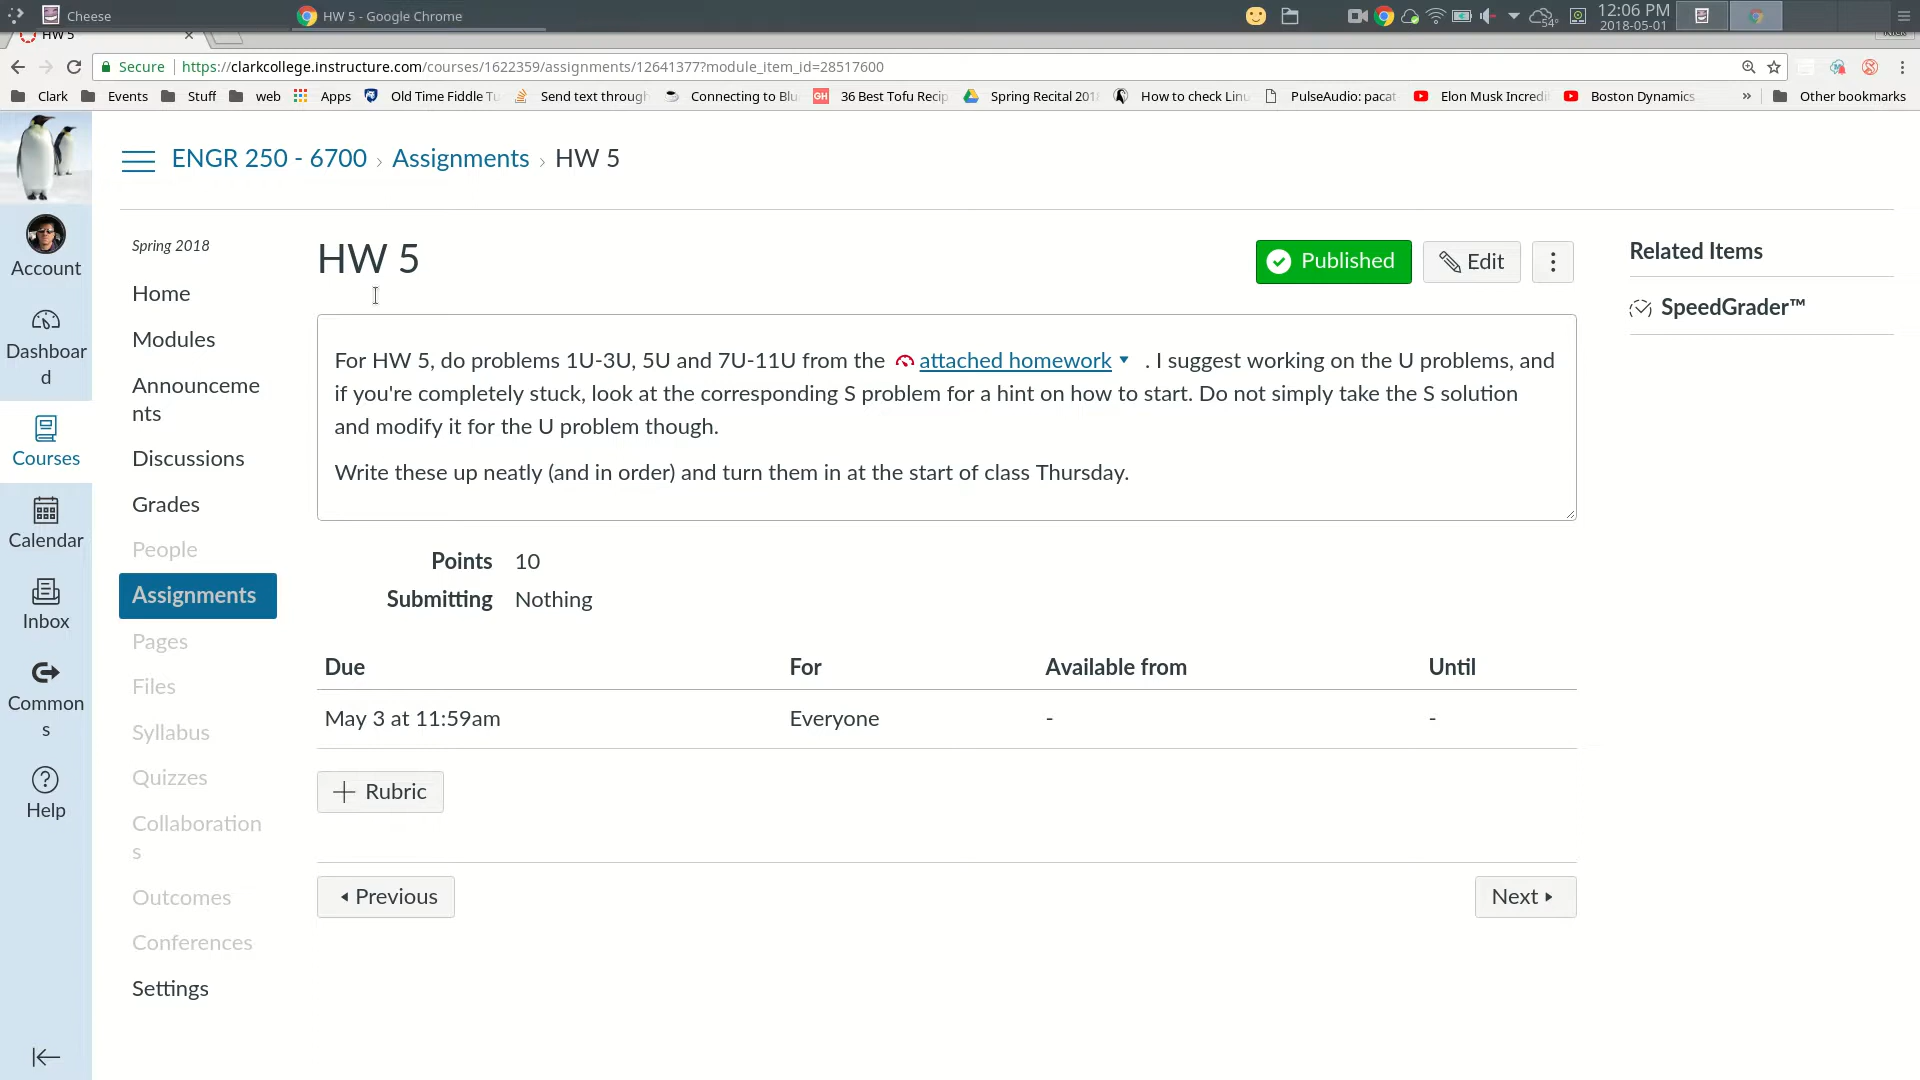 Cheese
HW 5 - Google Chrome
54°
12:06 PM
2018-05-01
HW 5
Secure
https://clarkcollege.instructure.com/courses/1622359/assignments/12641377?module_item_id=28517600
Clark
Events
Stuff
web
Apps
Old Time Fiddle Tu
Send text through
Connecting to Blu
GH
36 Best Tofu Recip
Spring Recital 201
How to check Linu
PulseAudio: pacat
Elon Musk Incredi
Boston Dynamics
»
Other bookmarks
ENGR 250 - 6700 › Assignments › HW 5
Account
Dashboar
d
Courses
Calendar
Inbox
Common
s
Help
Spring 2018
Home
Modules
Announceme
nts
Discussions
Grades
People
Assignments
Pages
Files
Syllabus
Quizzes
Collaboration
s
Outcomes
Conferences
Settings
HW 5
Published
Edit
For HW 5, do problems 1U-3U, 5U and 7U-11U from the attached homework . I suggest working on the U problems, and
if you're completely stuck, look at the corresponding S problem for a hint on how to start. Do not simply take the S solution
and modify it for the U problem though.
Write these up neatly (and in order) and turn them in at the start of class Thursday.
Points 10
Submitting Nothing
Due For Available from Until
May 3 at 11:59am Everyone - -
+ Rubric
Previous
Next
Related Items
SpeedGrader™